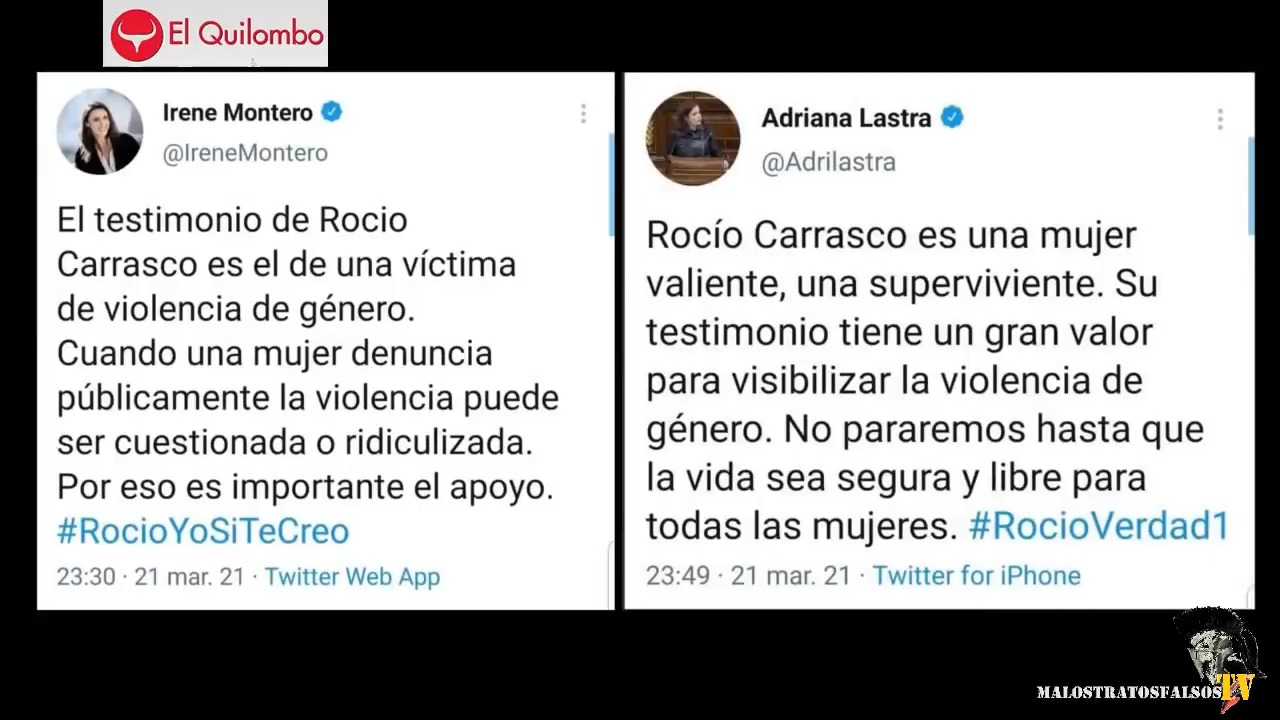 El Quilombo
Irene Montero
@IreneMontero
El testimonio de Rocio
Carrasco es el de una víctima
de violencia de género.
Cuando una mujer denuncia
públicamente la violencia puede
ser cuestionada o ridiculizada.
Por eso es importante el apoyo.
#RocioYoSiTeCreo
23:30 · 21 mar. 21 · Twitter Web App
Adriana Lastra
@Adrilastra
Rocío Carrasco es una mujer
valiente, una superviviente. Su
testimonio tiene un gran valor
para visibilizar la violencia de
género. No pararemos hasta que
la vida sea segura y libre para
todas las mujeres. #RocioVerdad1
23:49 · 21 mar. 21 · Twitter for iPhone
MALOSTRATOSFALSOS TV